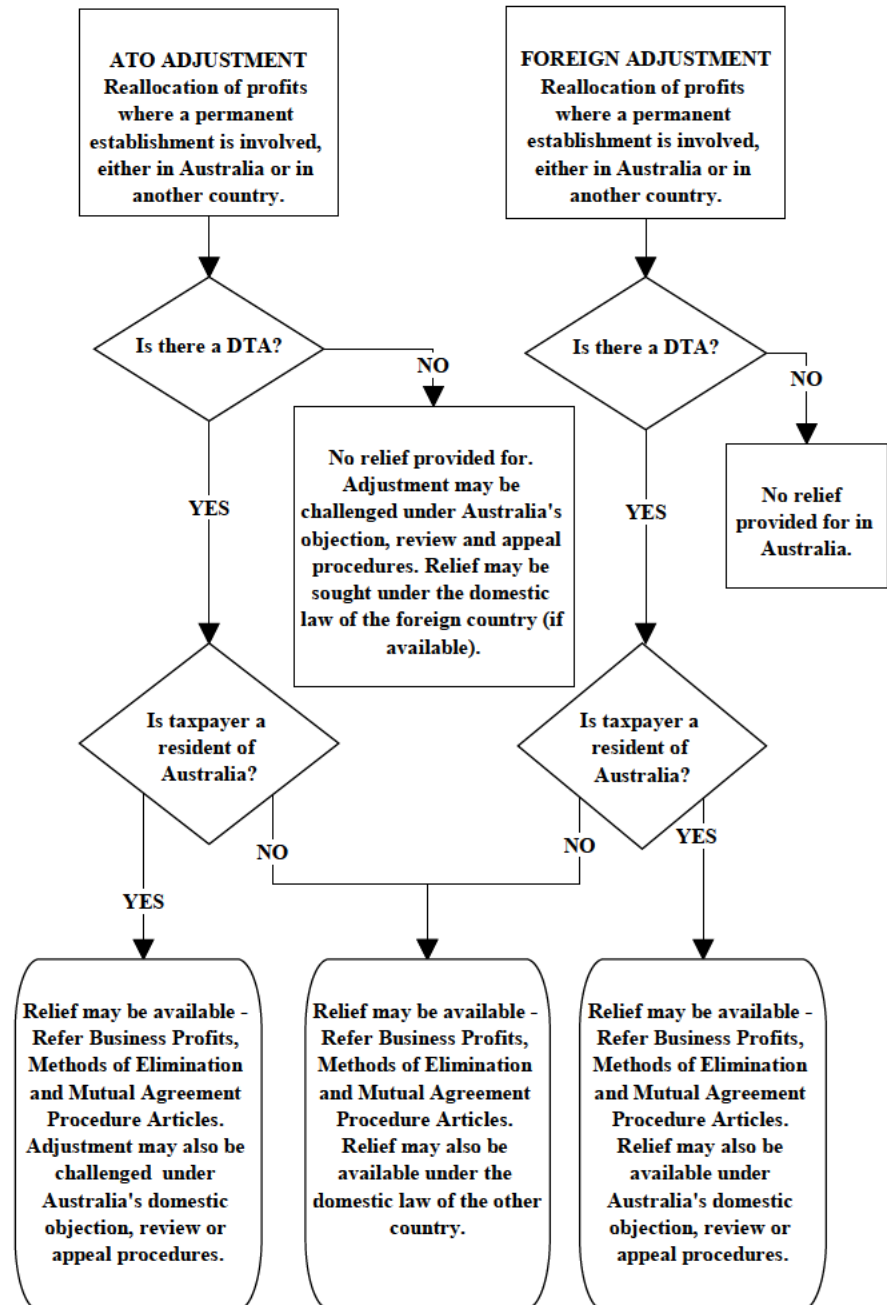 ATO ADJUSTMENT
Reallocation of profits
where a permanent
establishment is involved,
either in Australia or in
another country.
FOREIGN ADJUSTMENT
Reallocation of profits
where a permanent
establishment is involved,
either in Australia or in
another country.
Is there a DTA?
NO
YES
No relief provided for.
Adjustment may be
challenged under Australia's
objection, review and appeal
procedures. Relief may be
sought under the domestic
law of the foreign country (if
available).
Is there a DTA?
NO
YES
No relief
provided for in
Australia.
Is taxpayer a
resident of
Australia?
YES
NO
Is taxpayer a
resident of
Australia?
NO
YES
Relief may be available -
Refer Business Profits,
Methods of Elimination
and Mutual Agreement
Procedure Articles.
Adjustment may also be
challenged under
Australia's domestic
objection, review or
appeal procedures.
Relief may be available -
Refer Business Profits,
Methods of Elimination
and Mutual Agreement
Procedure Articles.
Relief may also be
available under the
domestic law of the other
country.
Relief may be available -
Refer Business Profits,
Methods of Elimination
and Mutual Agreement
Procedure Articles.
Relief may also be
available under
Australia's domestic
objection, review or
appeal procedures.